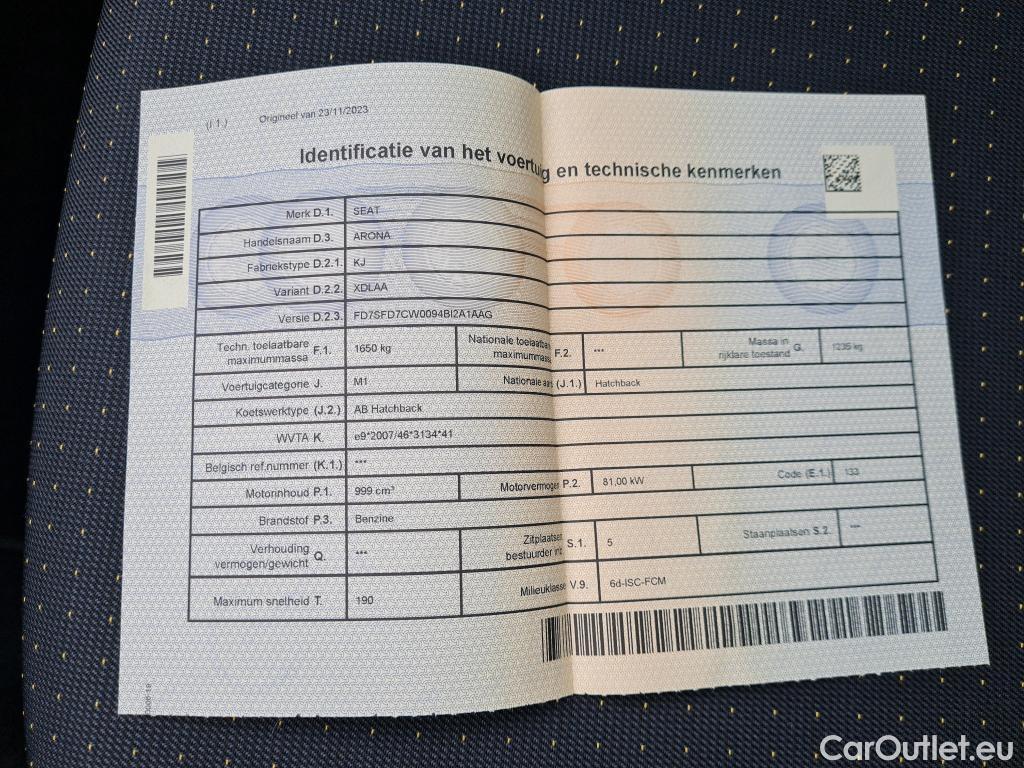 (I 1.) Origineel van 23/11/2023
Identificatie van het voertuig en technische kenmerken
Merk D.1. SEAT
Handelsnaam D.3. ARONA
Fabriekstype D.2.1. KJ
Variant D.2.2. XDLAA
Versie D.2.3. FD7SFD7CW0094BI2A1AAG
Techn. toelaatbare maximummassa F.1. 1650 kg Nationale toelaatbare maximummassa F.2. *** Massa in rijklare toestand G. 1235 kg
Voertuigcategorie J. M1 Nationale aard (J.1.) Hatchback
Koetswerktype (J.2.) AB Hatchback
WVTA K. e9*2007/46*3134*41
Belgisch ref.nummer (K.1.) ***
Motorinhoud P.1. 999 cm³ Motorvermogen P.2. 81,00 kW Code (E.1.) 133
Brandstof P.3. Benzine
Verhouding vermogen/gewicht Q. *** Zitplaatsen bestuurder int S.1. 5 Staanplaatsen S.2. ***
Maximum snelheid T. 190 Milieuklasse V.9. 6d-ISC-FCM
CarOutlet.eu